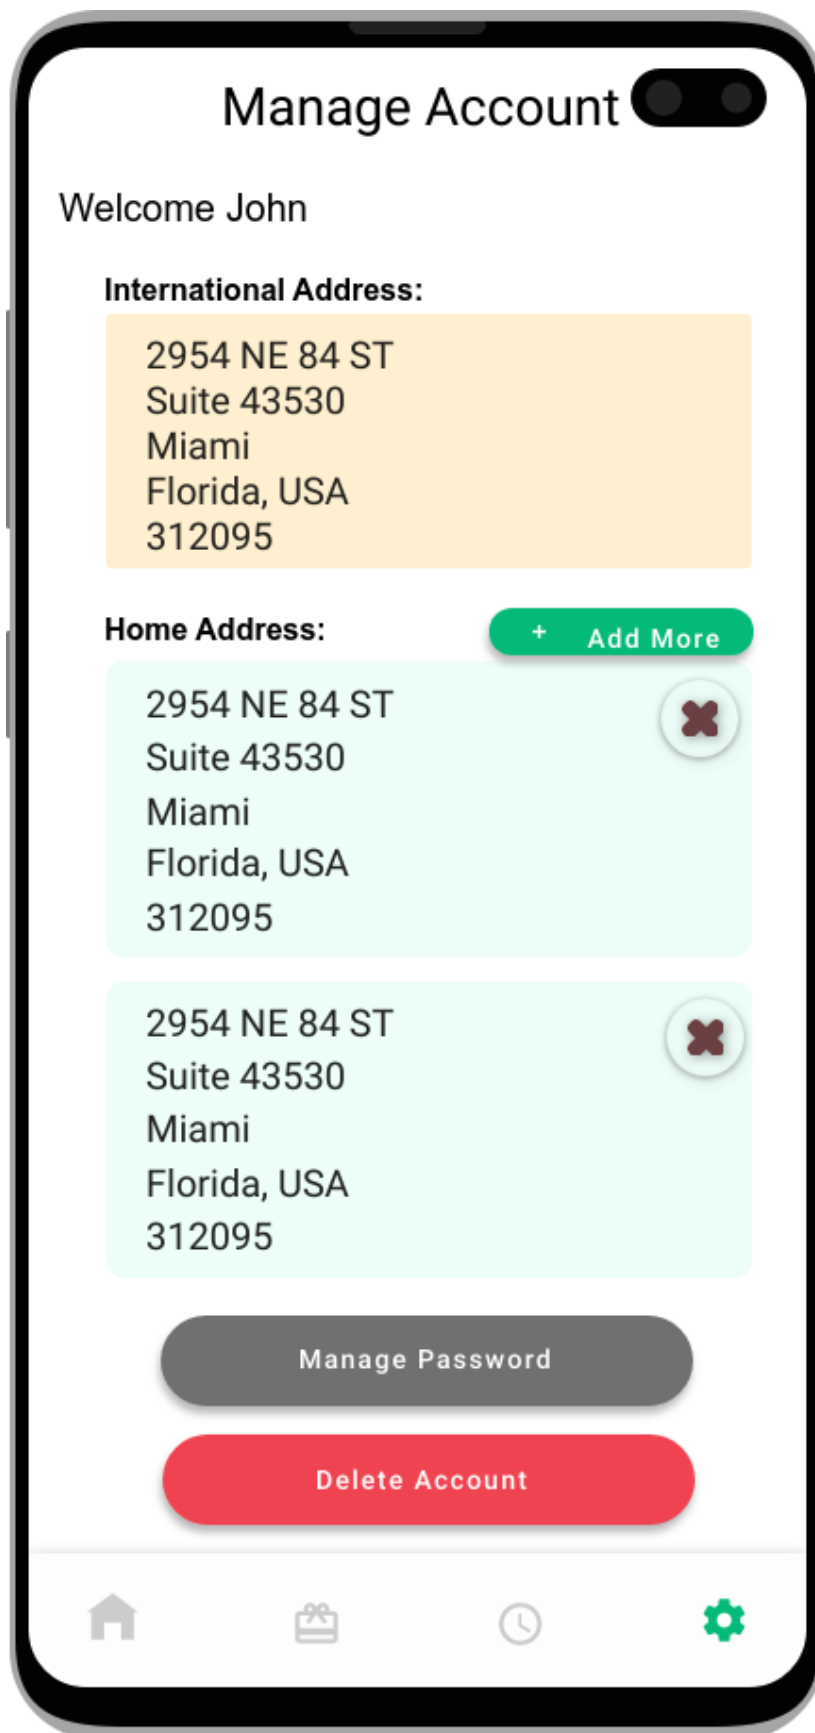 Manage Account
Welcome John
International Address:
2954 NE 84 ST
Suite 43530
Miami
Florida, USA
312095
Home Address:
+ Add More
2954 NE 84 ST
Suite 43530
Miami
Florida, USA
312095
2954 NE 84 ST
Suite 43530
Miami
Florida, USA
312095
Manage Password
Delete Account